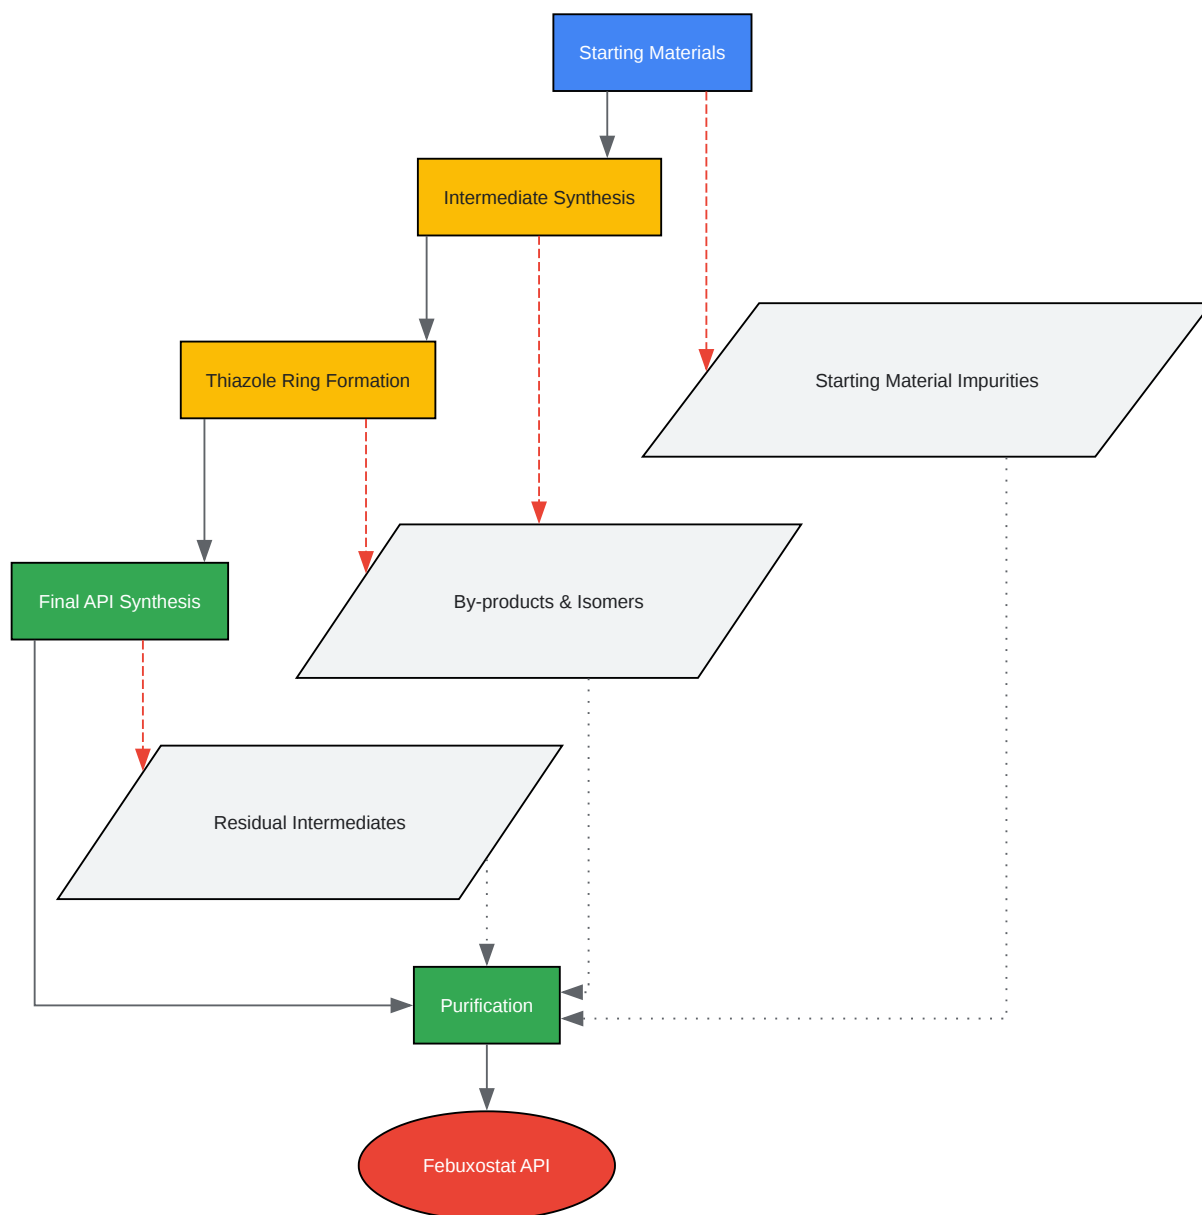 Starting Materials
Intermediate Synthesis
Thiazole Ring Formation
Starting Material Impurities
Final API Synthesis
By-products & Isomers
Residual Intermediates
Purification
Febuxostat API